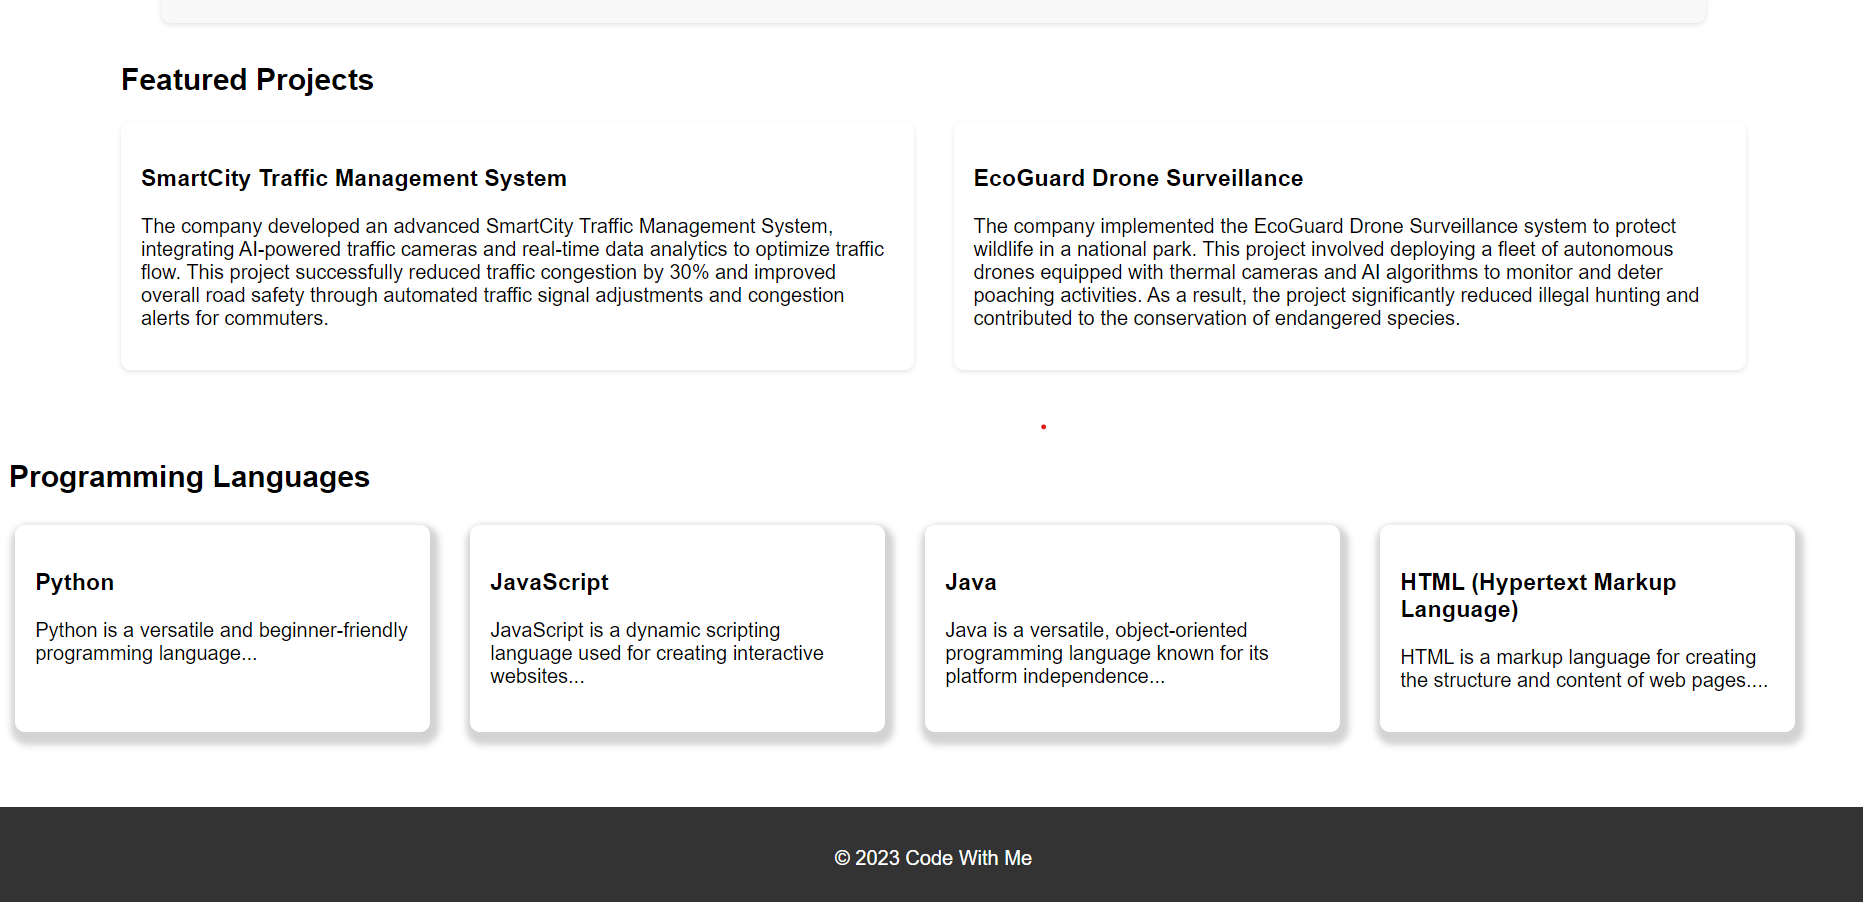 Featured Projects
SmartCity Traffic Management System
The company developed an advanced SmartCity Traffic Management System,
integrating AI-powered traffic cameras and real-time data analytics to optimize traffic
flow. This project successfully reduced traffic congestion by 30% and improved
overall road safety through automated traffic signal adjustments and congestion
alerts for commuters.
EcoGuard Drone Surveillance
The company implemented the EcoGuard Drone Surveillance system to protect
wildlife in a national park. This project involved deploying a fleet of autonomous
drones equipped with thermal cameras and AI algorithms to monitor and deter
poaching activities. As a result, the project significantly reduced illegal hunting and
contributed to the conservation of endangered species.
Programming Languages
Python
Python is a versatile and beginner-friendly
programming language...
JavaScript
JavaScript is a dynamic scripting
language used for creating interactive
websites...
Java
Java is a versatile, object-oriented
programming language known for its
platform independence...
HTML (Hypertext Markup
Language)
HTML is a markup language for creating
the structure and content of web pages....
© 2023 Code With Me